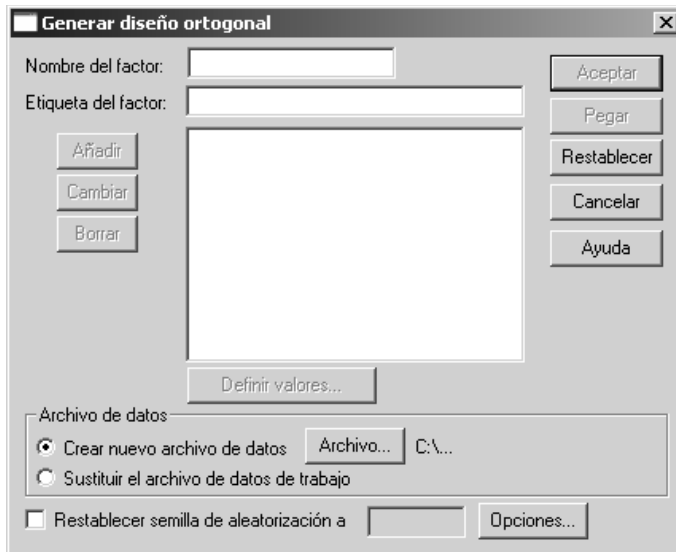 Generar diseño ortogonal
Nombre del factor:
Aceptar
Etiqueta del factor:
Pegar
Añadir
Restablecer
Cambiar
Cancelar
Borrar
Ayuda
Definir valores...
Archivo de datos
Crear nuevo archivo de datos Archivo... C:\...
Sustituir el archivo de datos de trabajo
Restablecer semilla de aleatorización a Opciones...